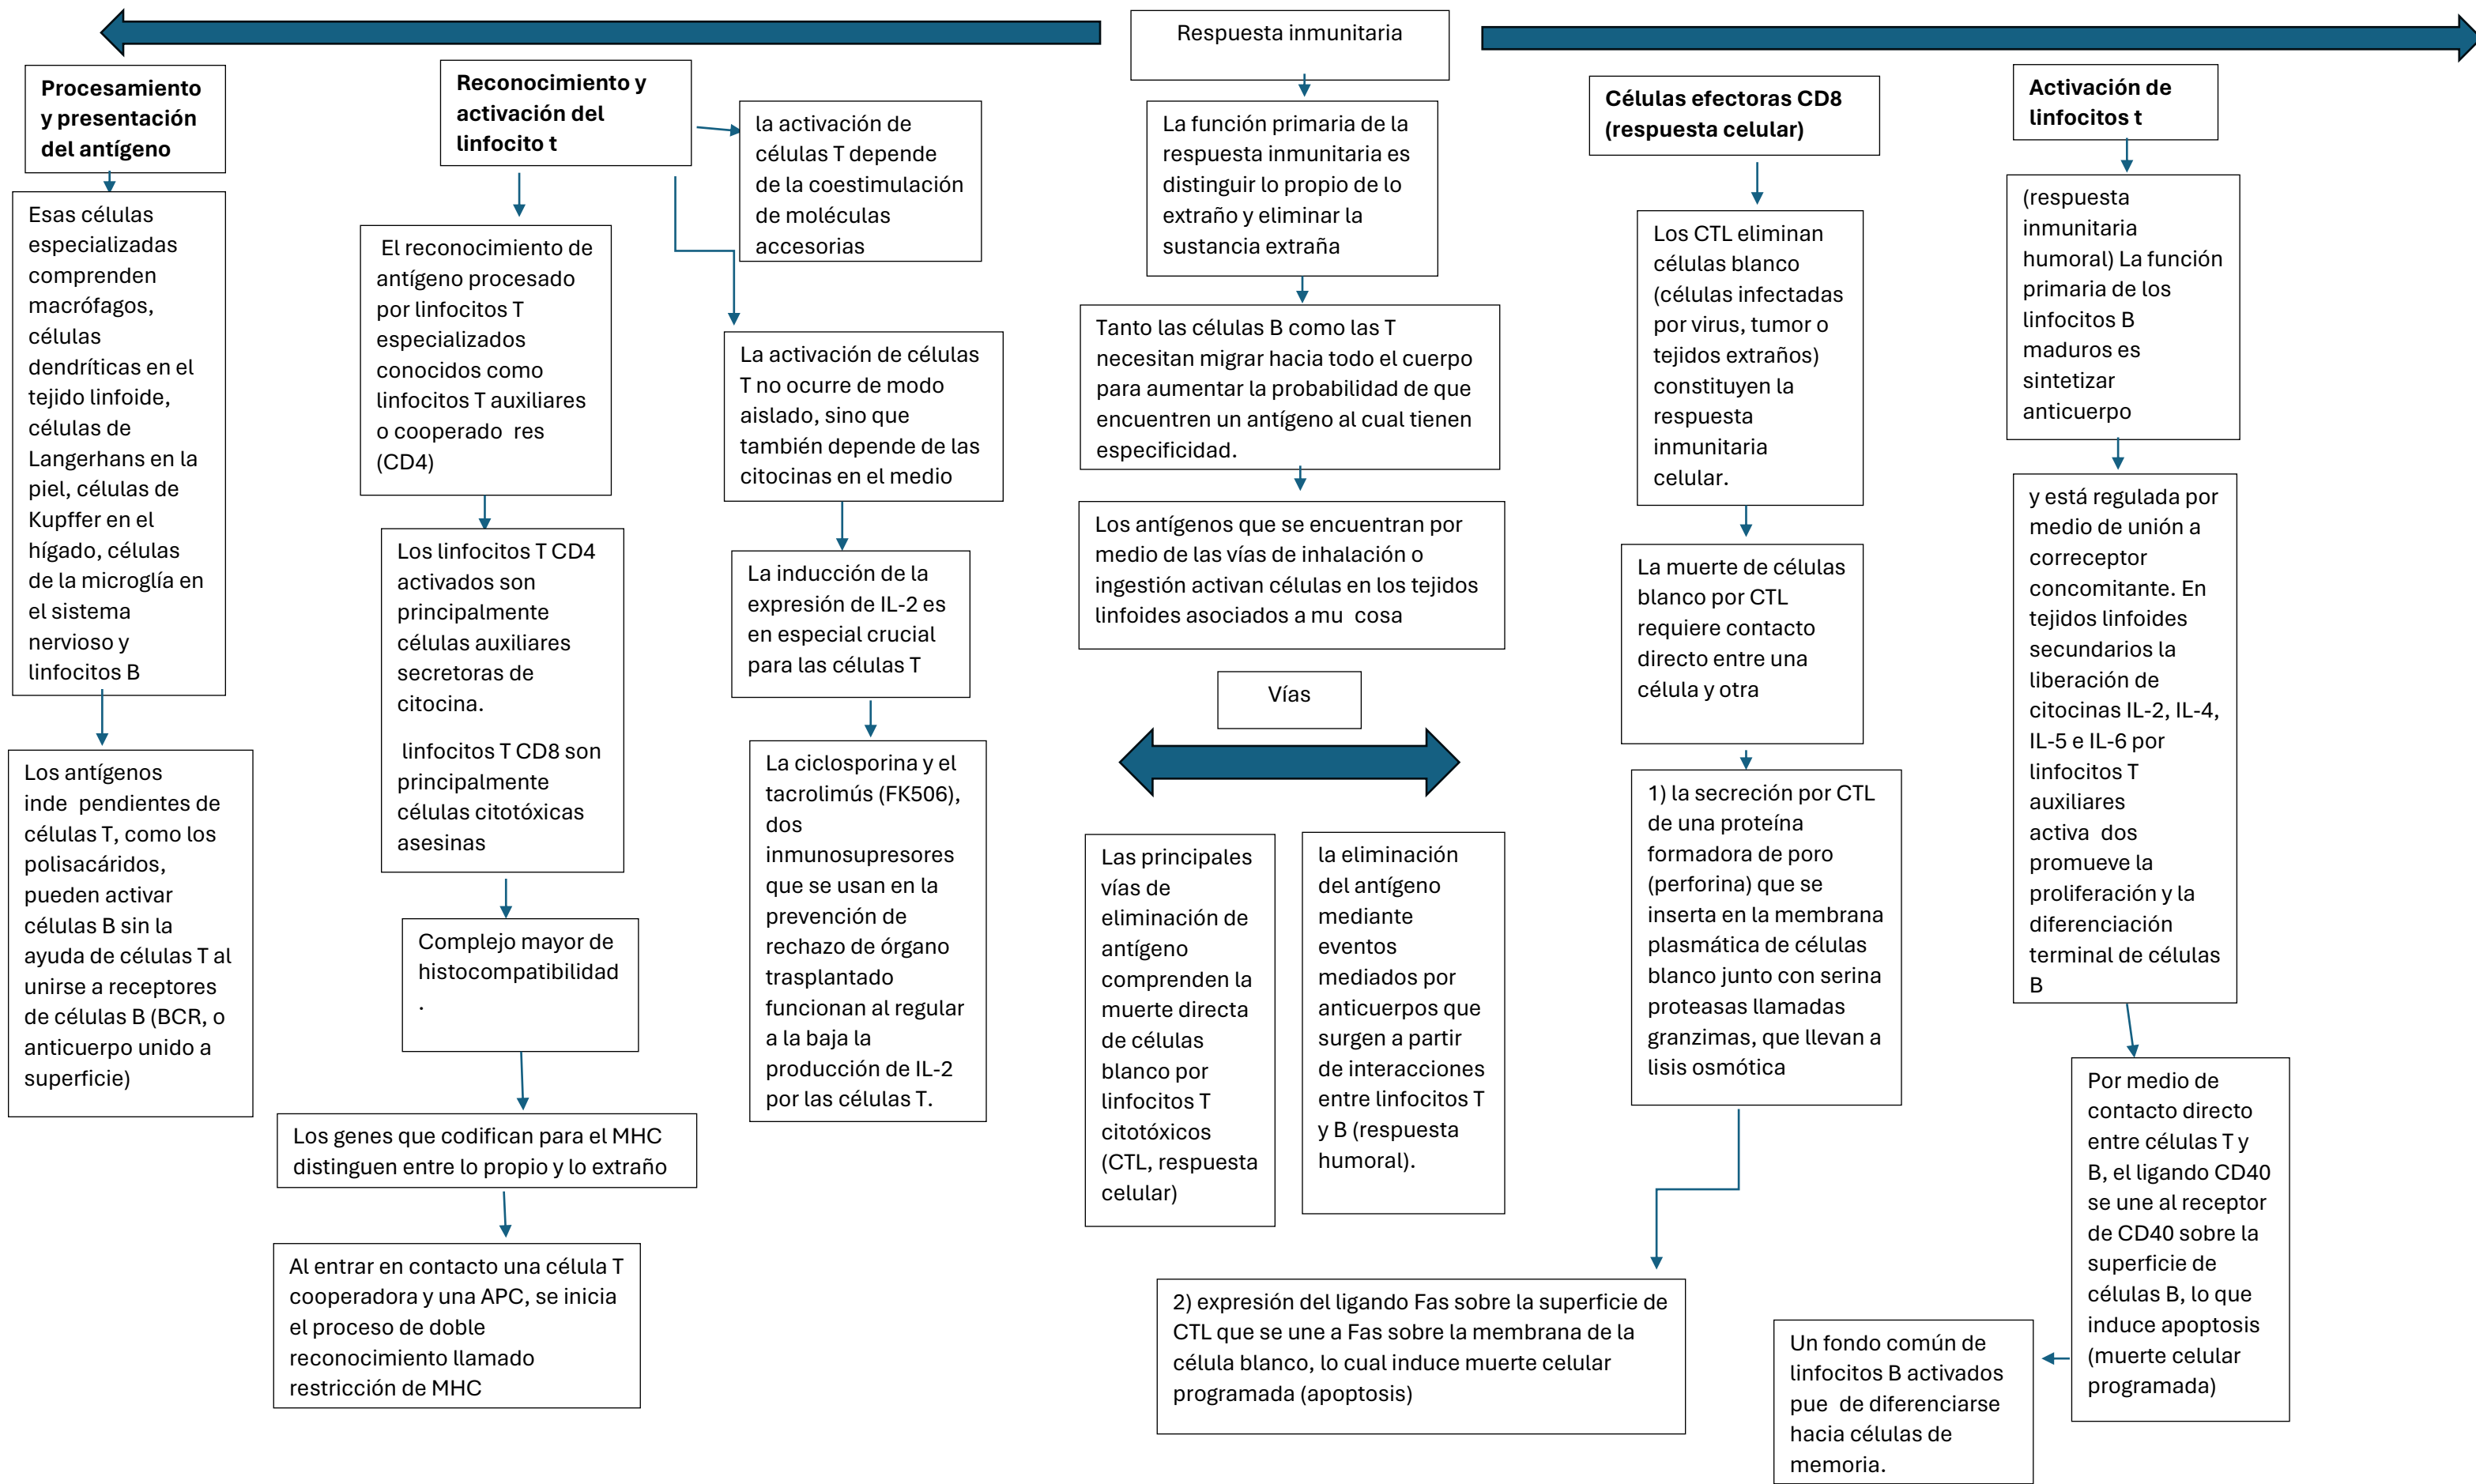 Respuesta inmunitaria
Procesamiento
y presentación
del antígeno
Esas células
especializadas
comprenden
macrófagos,
células
dendríticas en el
tejido linfoide,
células de
Langerhans en la
piel, células de
Kupffer en el
hígado, células
de la microglía en
el sistema
nervioso y
linfocitos B
Los antígenos
inde pendientes de
células T, como los
polisacáridos,
pueden activar
células B sin la
ayuda de células T al
unirse a receptores
de células B (BCR, o
anticuerpo unido a
superficie)
Reconocimiento y
activación del
linfocito t
El reconocimiento de
antígeno procesado
por linfocitos T
especializados
conocidos como
linfocitos T auxiliares
o cooperado res
(CD4)
Los linfocitos T CD4
activados son
principalmente
células auxiliares
secretoras de
citocina.
linfocitos T CD8 son
principalmente
células citotóxicas
asesinas
Complejo mayor de
histocompatibilidad
.
Los genes que codifican para el MHC
distinguen entre lo propio y lo extraño
Al entrar en contacto una célula T
cooperadora y una APC, se inicia
el proceso de doble
reconocimiento llamado
restricción de MHC
la activación de
células T depende
de la coestimulación
de moléculas
accesorias
La activación de células
T no ocurre de modo
aislado, sino que
también depende de las
citocinas en el medio
La inducción de la
expresión de IL-2 es
en especial crucial
para las células T
La ciclosporina y el
tacrolimús (FK506),
dos
inmunosupresores
que se usan en la
prevención de
rechazo de órgano
trasplantado
funcionan al regular
a la baja la
producción de IL-2
por las células T.
La función primaria de la
respuesta inmunitaria es
distinguir lo propio de lo
extraño y eliminar la
sustancia extraña
Tanto las células B como las T
necesitan migrar hacia todo el cuerpo
para aumentar la probabilidad de que
encuentren un antígeno al cual tienen
especificidad.
Los antígenos que se encuentran por
medio de las vías de inhalación o
ingestión activan células en los tejidos
linfoides asociados a mu cosa
Vías
Las principales
vías de
eliminación de
antígeno
comprenden la
muerte directa
de células
blanco por
linfocitos T
citotóxicos
(CTL, respuesta
celular)
la eliminación
del antígeno
mediante
eventos
mediados por
anticuerpos que
surgen a partir
de interacciones
entre linfocitos T
y B (respuesta
humoral).
Células efectoras CD8
(respuesta celular)
Los CTL eliminan
células blanco
(células infectadas
por virus, tumor o
tejidos extraños)
constituyen la
respuesta
inmunitaria
celular.
La muerte de células
blanco por CTL
requiere contacto
directo entre una
célula y otra
1) la secreción por CTL
de una proteína
formadora de poro
(perforina) que se
inserta en la membrana
plasmática de células
blanco junto con serina
proteasas llamadas
granzimas, que llevan a
lisis osmótica
2) expresión del ligando Fas sobre la superficie de
CTL que se une a Fas sobre la membrana de la
célula blanco, lo cual induce muerte celular
programada (apoptosis)
Activación de
linfocitos t
(respuesta
inmunitaria
humoral) La función
primaria de los
linfocitos B
maduros es
sintetizar
anticuerpo
y está regulada por
medio de unión a
correceptor
concomitante. En
tejidos linfoides
secundarios la
liberación de
citocinas IL-2, IL-4,
IL-5 e IL-6 por
linfocitos T
auxiliares
activa dos
promueve la
proliferación y la
diferenciación
terminal de células
B
Por medio de
contacto directo
entre células T y
B, el ligando CD40
se une al receptor
de CD40 sobre la
superficie de
células B, lo que
induce apoptosis
(muerte celular
programada)
Un fondo común de
linfocitos B activados
pue de diferenciarse
hacia células de
memoria.